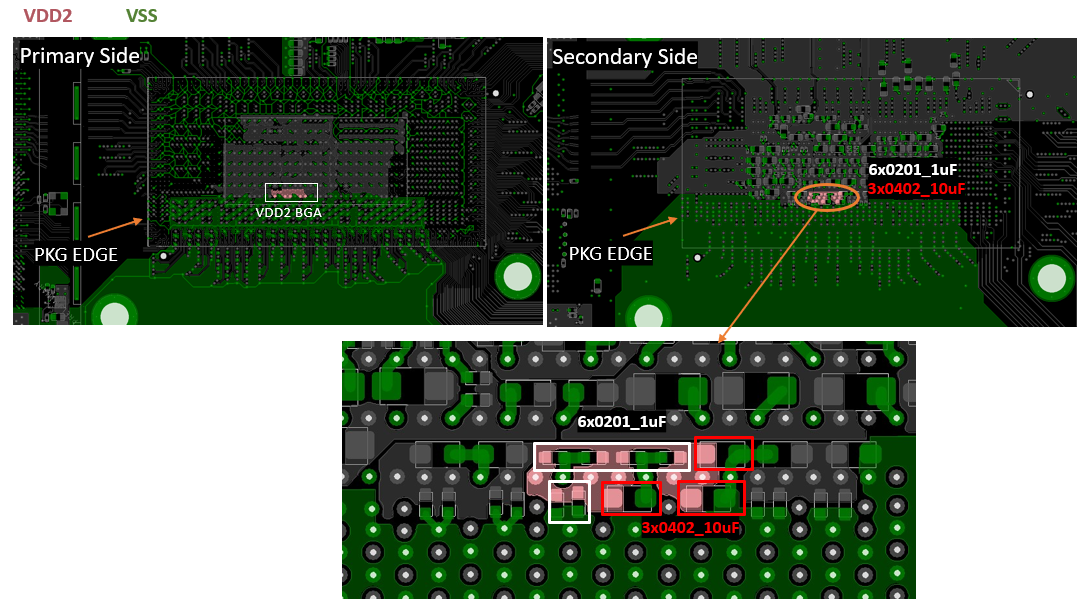 VDD2 VSS
Primary Side
VDD2 BGA
PKG EDGE
Secondary Side
6x0201_1uF
3x0402_10uF
PKG EDGE
6x0201_1uF
3x0402_10uF